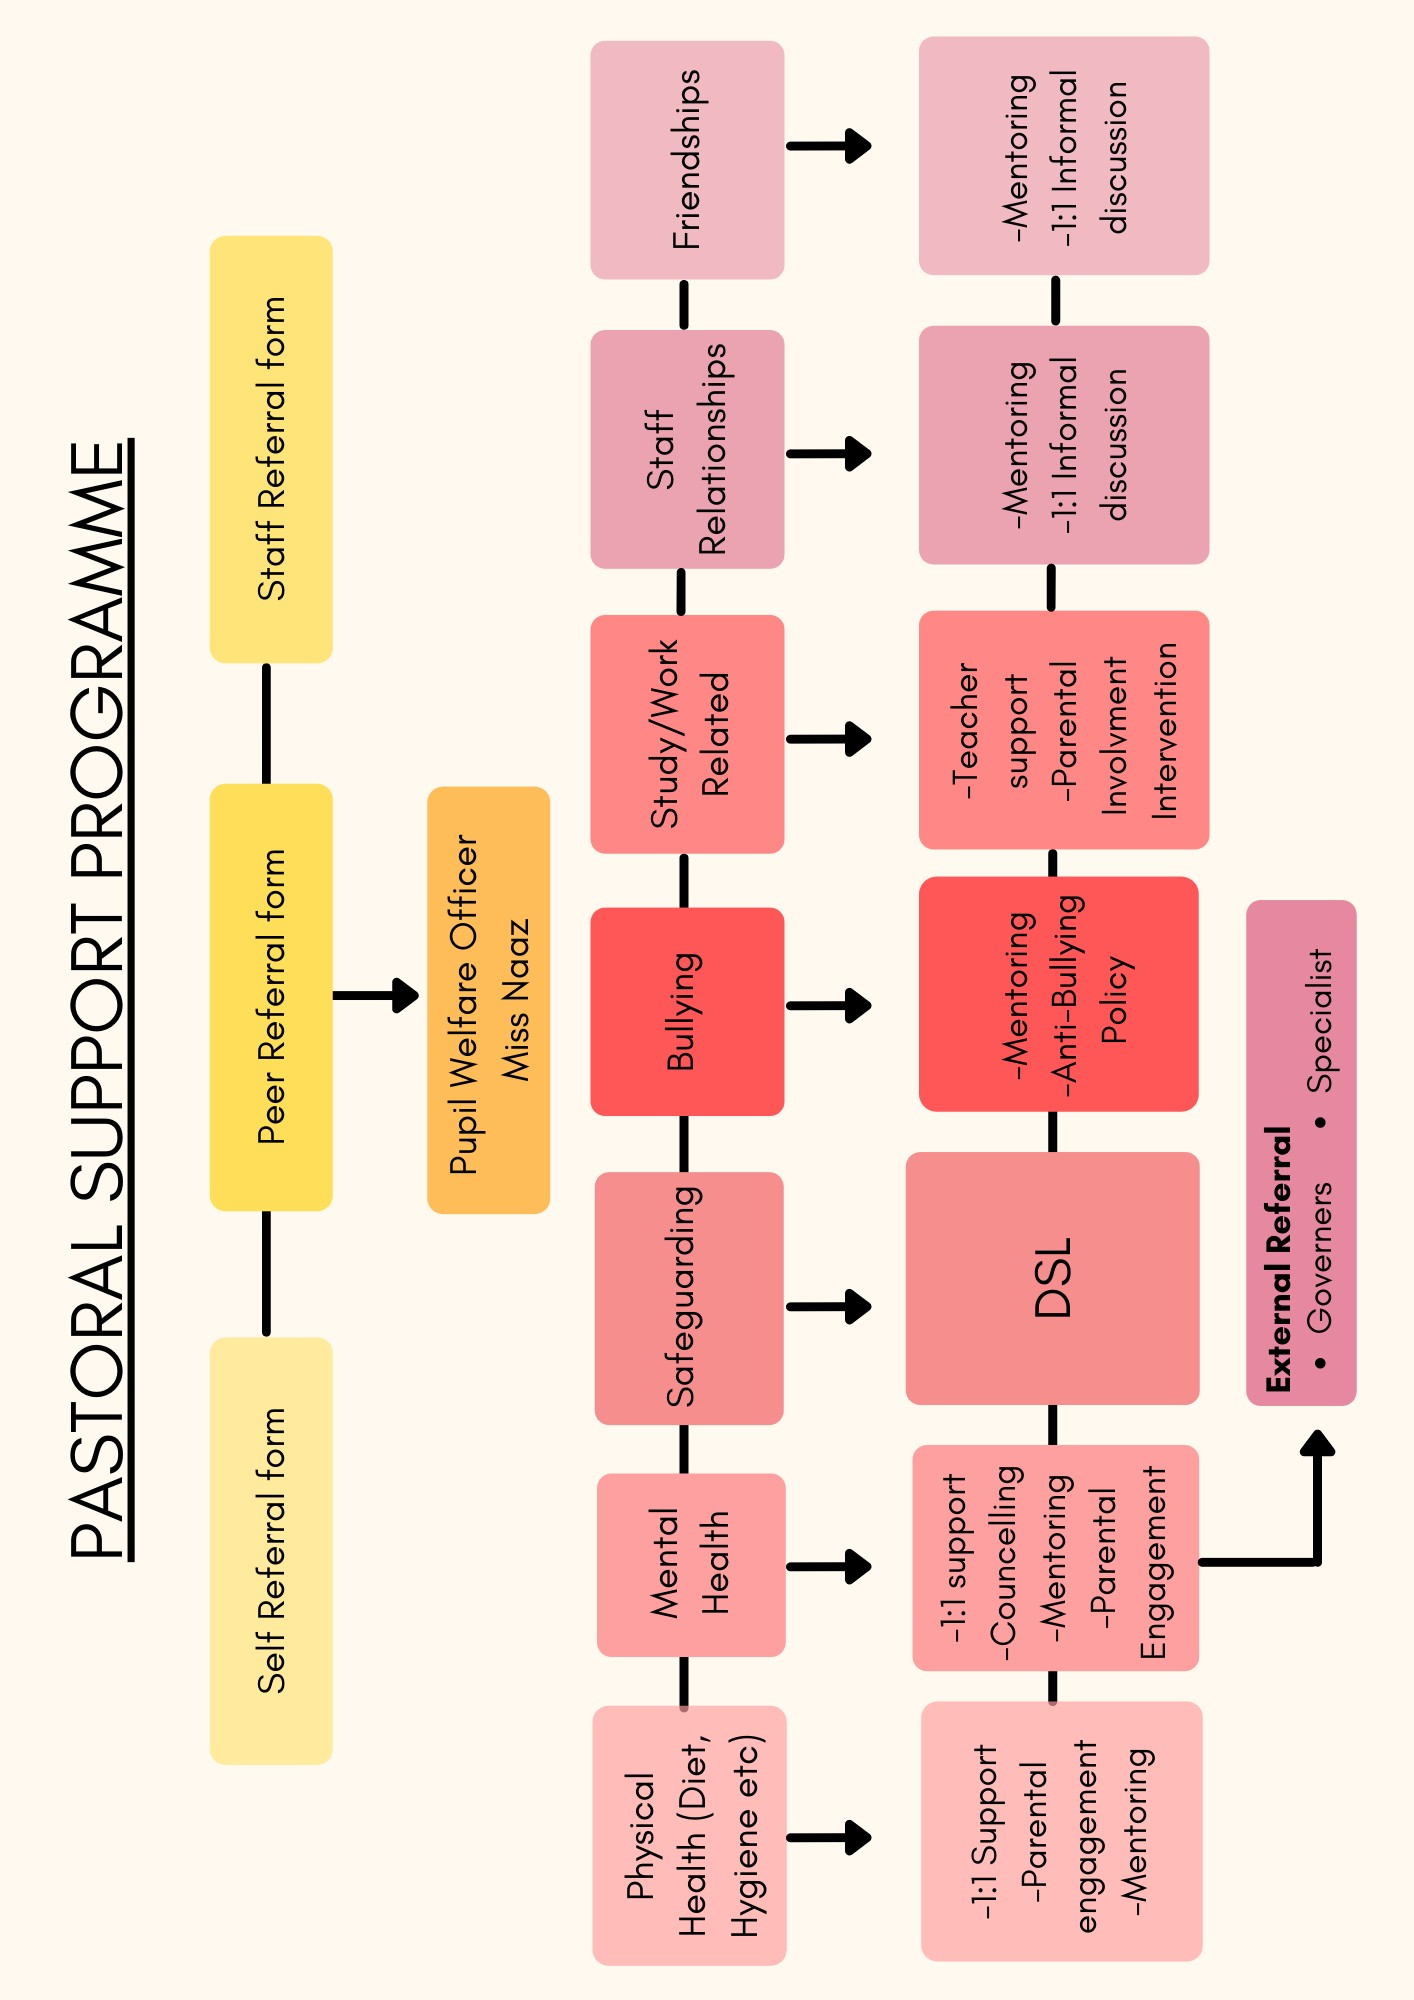 PASTORAL SUPPORT PROGRAMME
Self Referral form
Peer Referral form
Staff Referral form
Pupil Welfare Officer
Miss Naaz
Physical
Health (Diet,
Hygiene etc)
Mental
Health
Safeguarding
Bullying
Study/Work
Related
Staff
Relationships
Friendships
-1:1 Support
-Parental
engagement
-Mentoring
-1:1 support
-Councelling
-Mentoring
-Parental
Engagement
DSL
-Mentoring
-Anti-Bullying
Policy
-Teacher
support
-Parental
Involvment
Intervention
-Mentoring
-1:1 Informal
discussion
-Mentoring
-1:1 Informal
discussion
External Referral
• Governers • Specialist